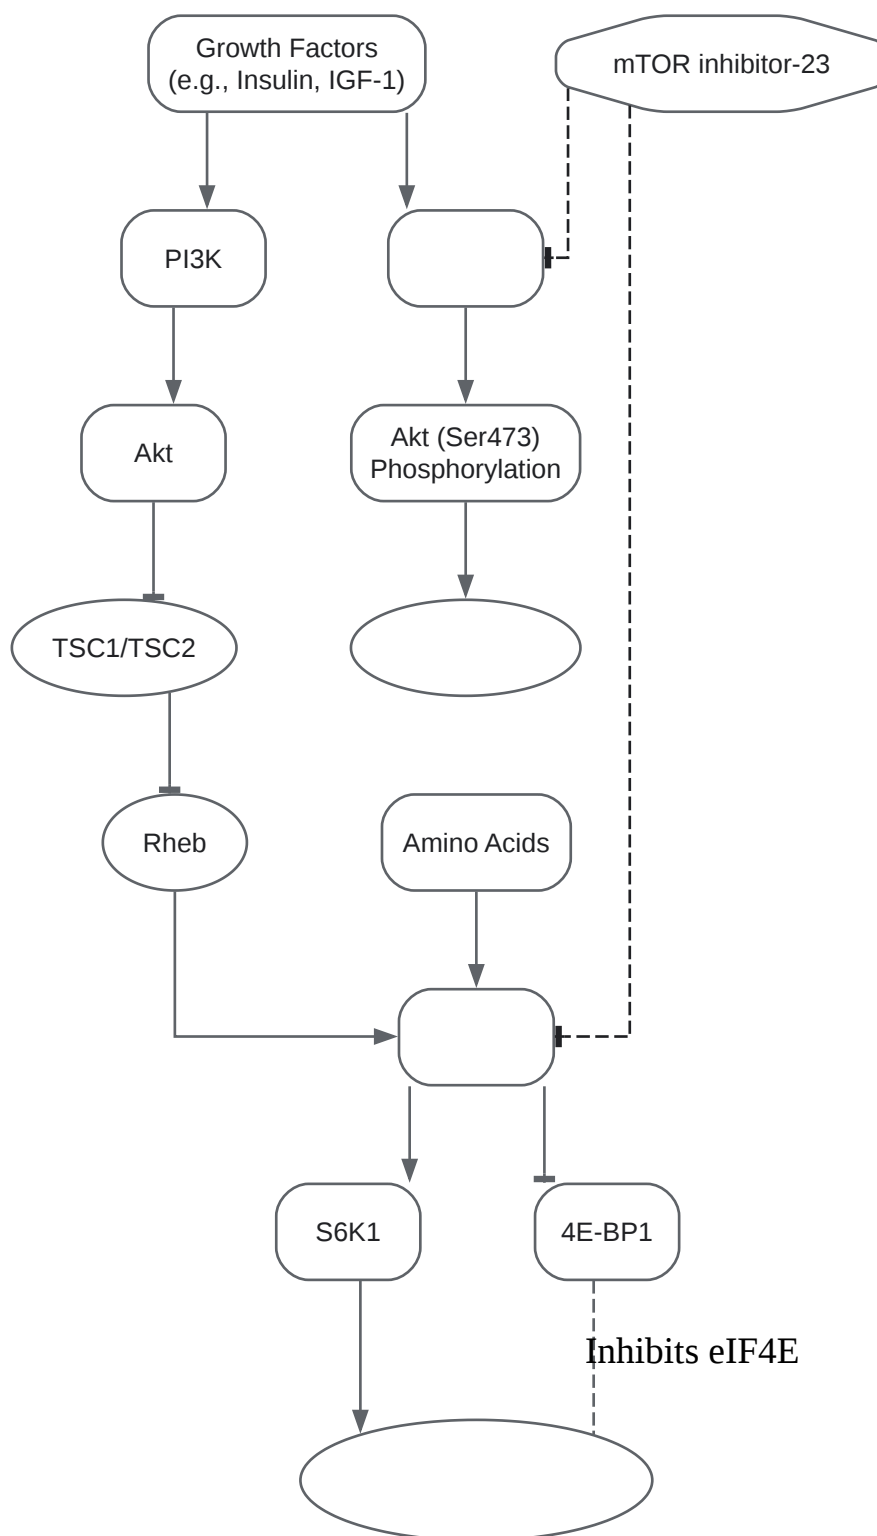 Growth Factors
(e.g., Insulin, IGF-1)
mTOR inhibitor-23
PI3K
Akt
Akt (Ser473)
Phosphorylation
TSC1/TSC2
Rheb
Amino Acids
S6K1
4E-BP1
Inhibits eIF4E